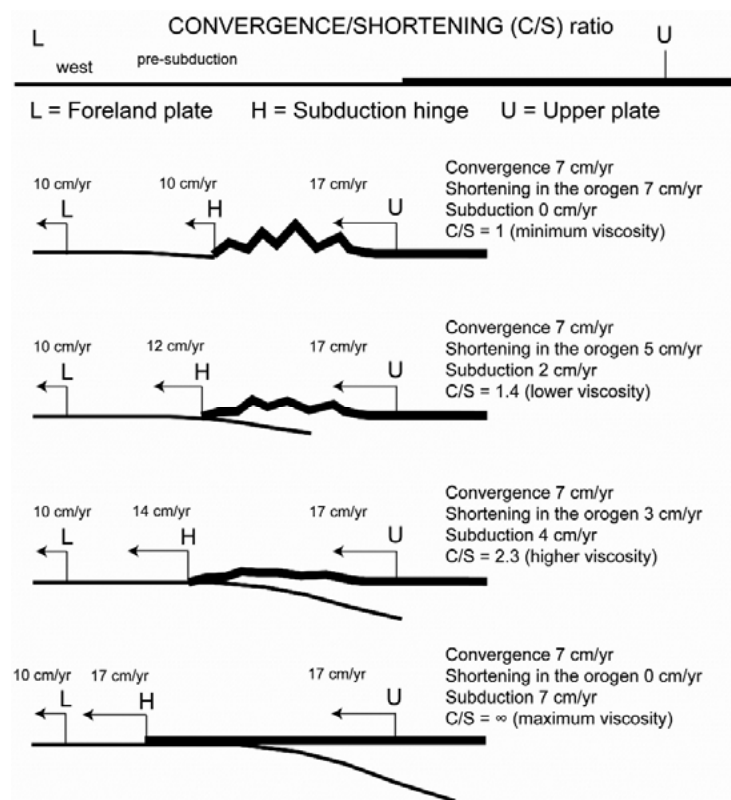 CONVERGENCE/SHORTENING (C/S) ratio
L
U
west
pre-subduction
L = Foreland plate H = Subduction hinge U = Upper plate
10 cm/yr 10 cm/yr 17 cm/yr
L H U
Convergence 7 cm/yr
Shortening in the orogen 7 cm/yr
Subduction 0 cm/yr
C/S = 1 (minimum viscosity)
10 cm/yr 12 cm/yr 17 cm/yr
L H U
Convergence 7 cm/yr
Shortening in the orogen 5 cm/yr
Subduction 2 cm/yr
C/S = 1.4 (lower viscosity)
10 cm/yr 14 cm/yr 17 cm/yr
L H U
Convergence 7 cm/yr
Shortening in the orogen 3 cm/yr
Subduction 4 cm/yr
C/S = 2.3 (higher viscosity)
10 cm/yr 17 cm/yr 17 cm/yr
L H U
Convergence 7 cm/yr
Shortening in the orogen 0 cm/yr
Subduction 7 cm/yr
C/S = ∞ (maximum viscosity)